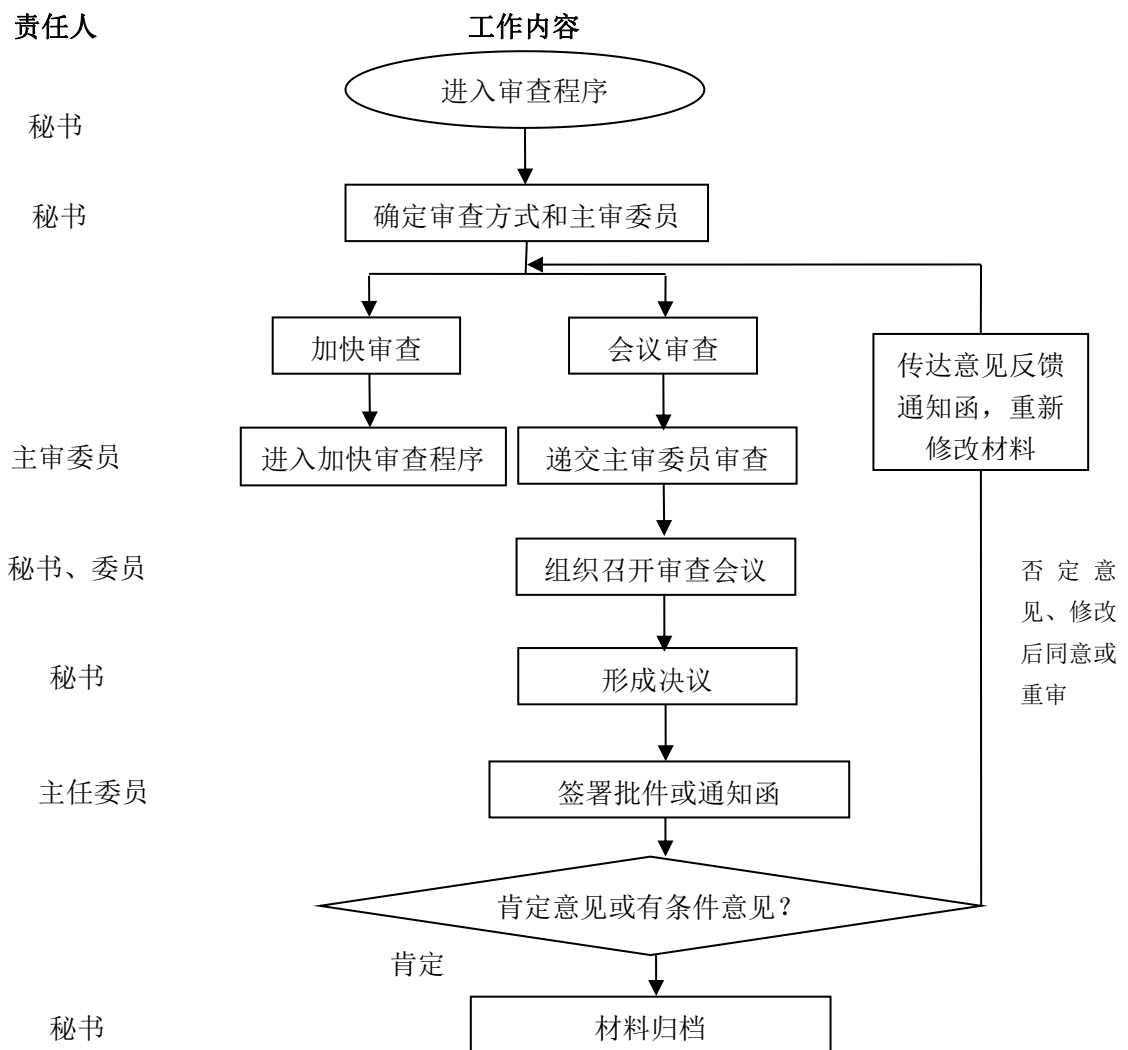 责任人 工作内容
进入审查程序
秘书
秘书 确定审查方式和主审委员
加快审查 会议审查
传达意见反馈
通知函，重新
修改材料
主审委员 进入加快审查程序 递交主审委员审查
秘书、委员 组织召开审查会议
否定意
见、修改
后同意或
重审
秘书 形成决议
主任委员 签署批件或通知函
肯定意见或有条件意见？
肯定
秘书 材料归档